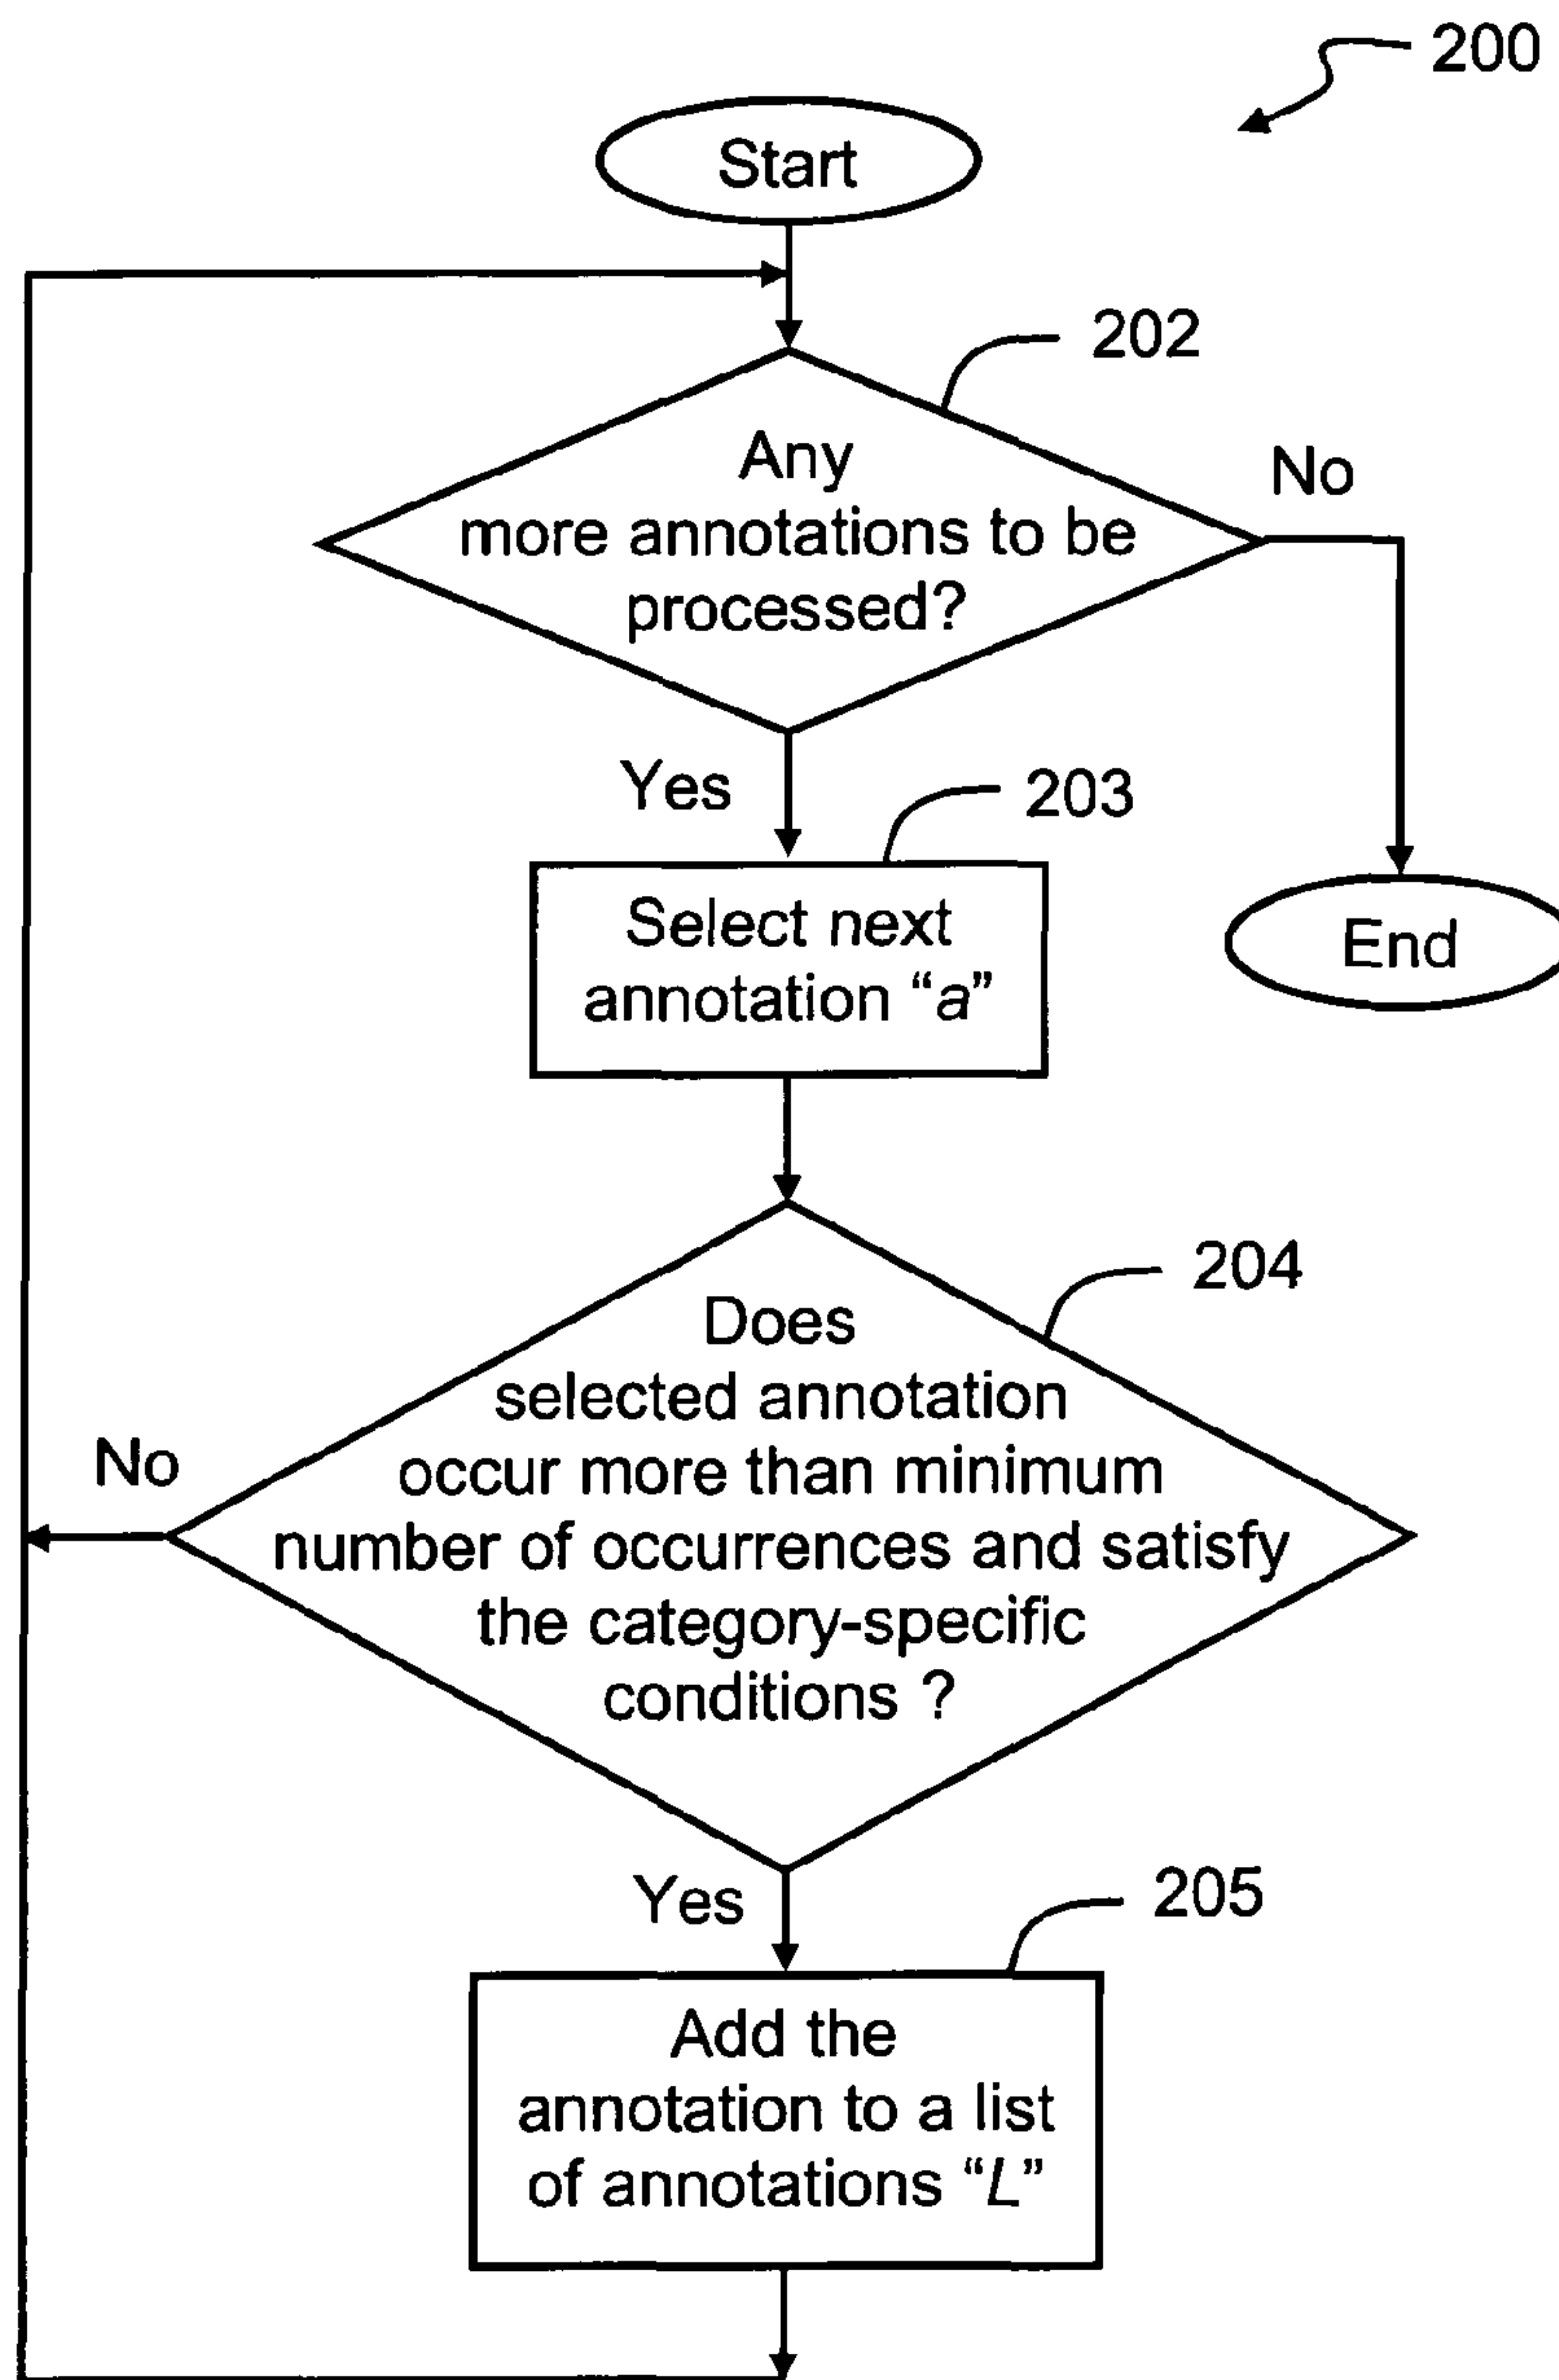 200
Start
202
Any
more annotations to be
processed?
No
Yes
203
Select next
annotation “a”
End
204
Does
selected annotation
occur more than minimum
number of occurrences and satisfy
the category-specific
conditions ?
No
Yes
205
Add the
annotation to a list
of annotations “L”